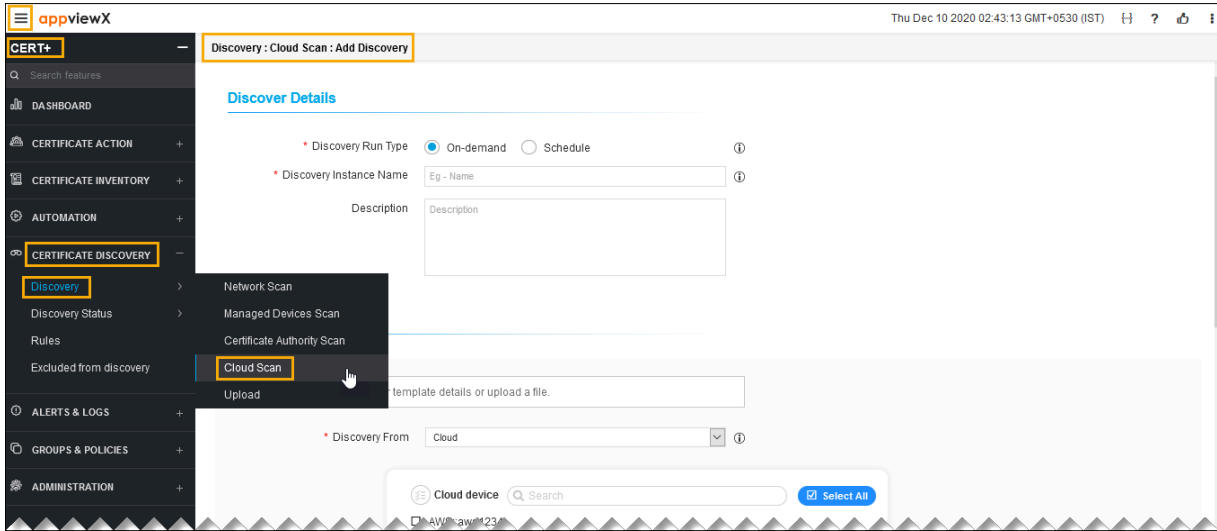 appviewX
Thu Dec 10 2020 02:43:13 GMT+0530 (IST)
?
CERT+
Search features
DASHBOARD
CERTIFICATE ACTION +
CERTIFICATE INVENTORY +
AUTOMATION +
CERTIFICATE DISCOVERY −
Discovery >
Discovery Status >
Rules
Excluded from discovery
ALERTS & LOGS +
GROUPS & POLICIES +
ADMINISTRATION +
Network Scan
Managed Devices Scan
Certificate Authority Scan
Cloud Scan
Upload
Discovery : Cloud Scan : Add Discovery
Discover Details
* Discovery Run Type On-demand Schedule
* Discovery Instance Name Eg - Name
Description Description
template details or upload a file.
* Discovery From Cloud
Cloud device Search Select All